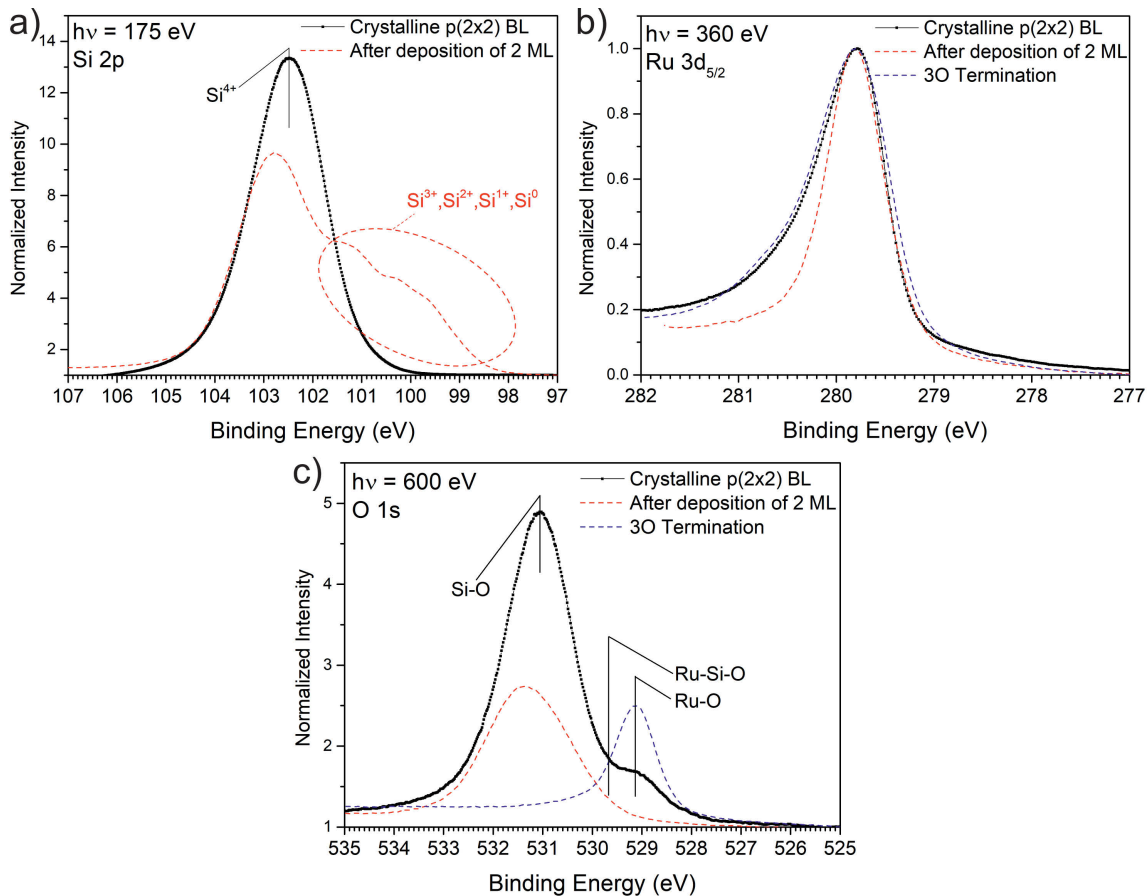 a)
hν = 175 eV
Si 2p
Crystalline p(2x2) BL
After deposition of 2 ML
Si⁴⁺
Si³⁺,Si²⁺,Si¹⁺,Si⁰
Normalized Intensity
14
12
10
8
6
4
2
107 106 105 104 103 102 101 100 99 98 97
Binding Energy (eV)
b)
hν = 360 eV
Ru 3d₅/₂
Crystalline p(2x2) BL
After deposition of 2 ML
3O Termination
Normalized Intensity
1.0
0.8
0.6
0.4
0.2
0.0
282 281 280 279 278 277
Binding Energy (eV)
c)
hν = 600 eV
O 1s
Crystalline p(2x2) BL
After deposition of 2 ML
3O Termination
Si-O
Ru-Si-O
Ru-O
Normalized Intensity
5
4
3
2
1
535 534 533 532 531 530 529 528 527 526 525
Binding Energy (eV)